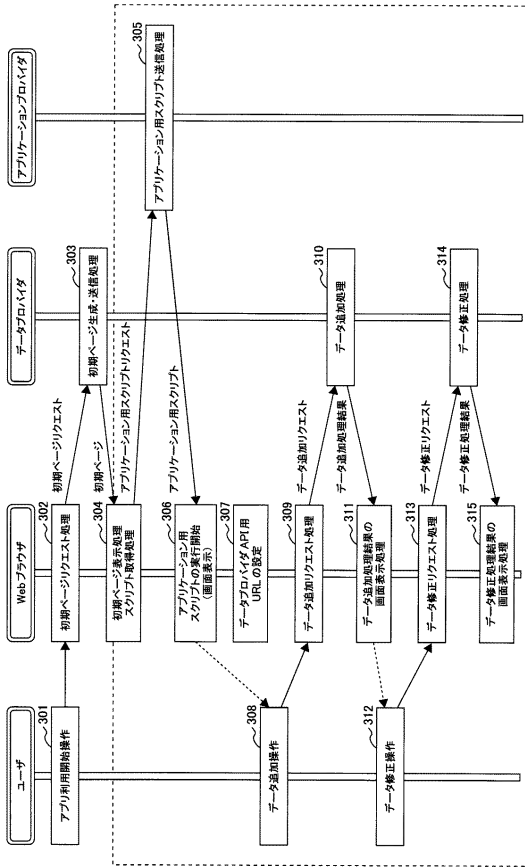 ユーザ
Webブラウザ
データプロバイダ
アプリケーションプロバイダ
301
アプリ利用開始操作
302
初期ページリクエスト処理
初期ページリクエスト
303
初期ページ生成・送信処理
初期ページ
304
初期ページ表示処理
スクリプト取得処理
アプリケーション用スクリプトリクエスト
305
アプリケーション用スクリプト送信処理
アプリケーション用スクリプト
306
アプリケーション用
スクリプトの実行開始
(画面表示)
307
データプロバイダAPI用
URLの設定
308
データ追加操作
309
データ追加リクエスト処理
データ追加リクエスト
310
データ追加処理
データ追加処理結果
311
データ追加処理結果の
画面表示処理
312
データ修正操作
313
データ修正リクエスト処理
データ修正リクエスト
314
データ修正処理
データ修正処理結果
315
データ修正処理結果の
画面表示処理